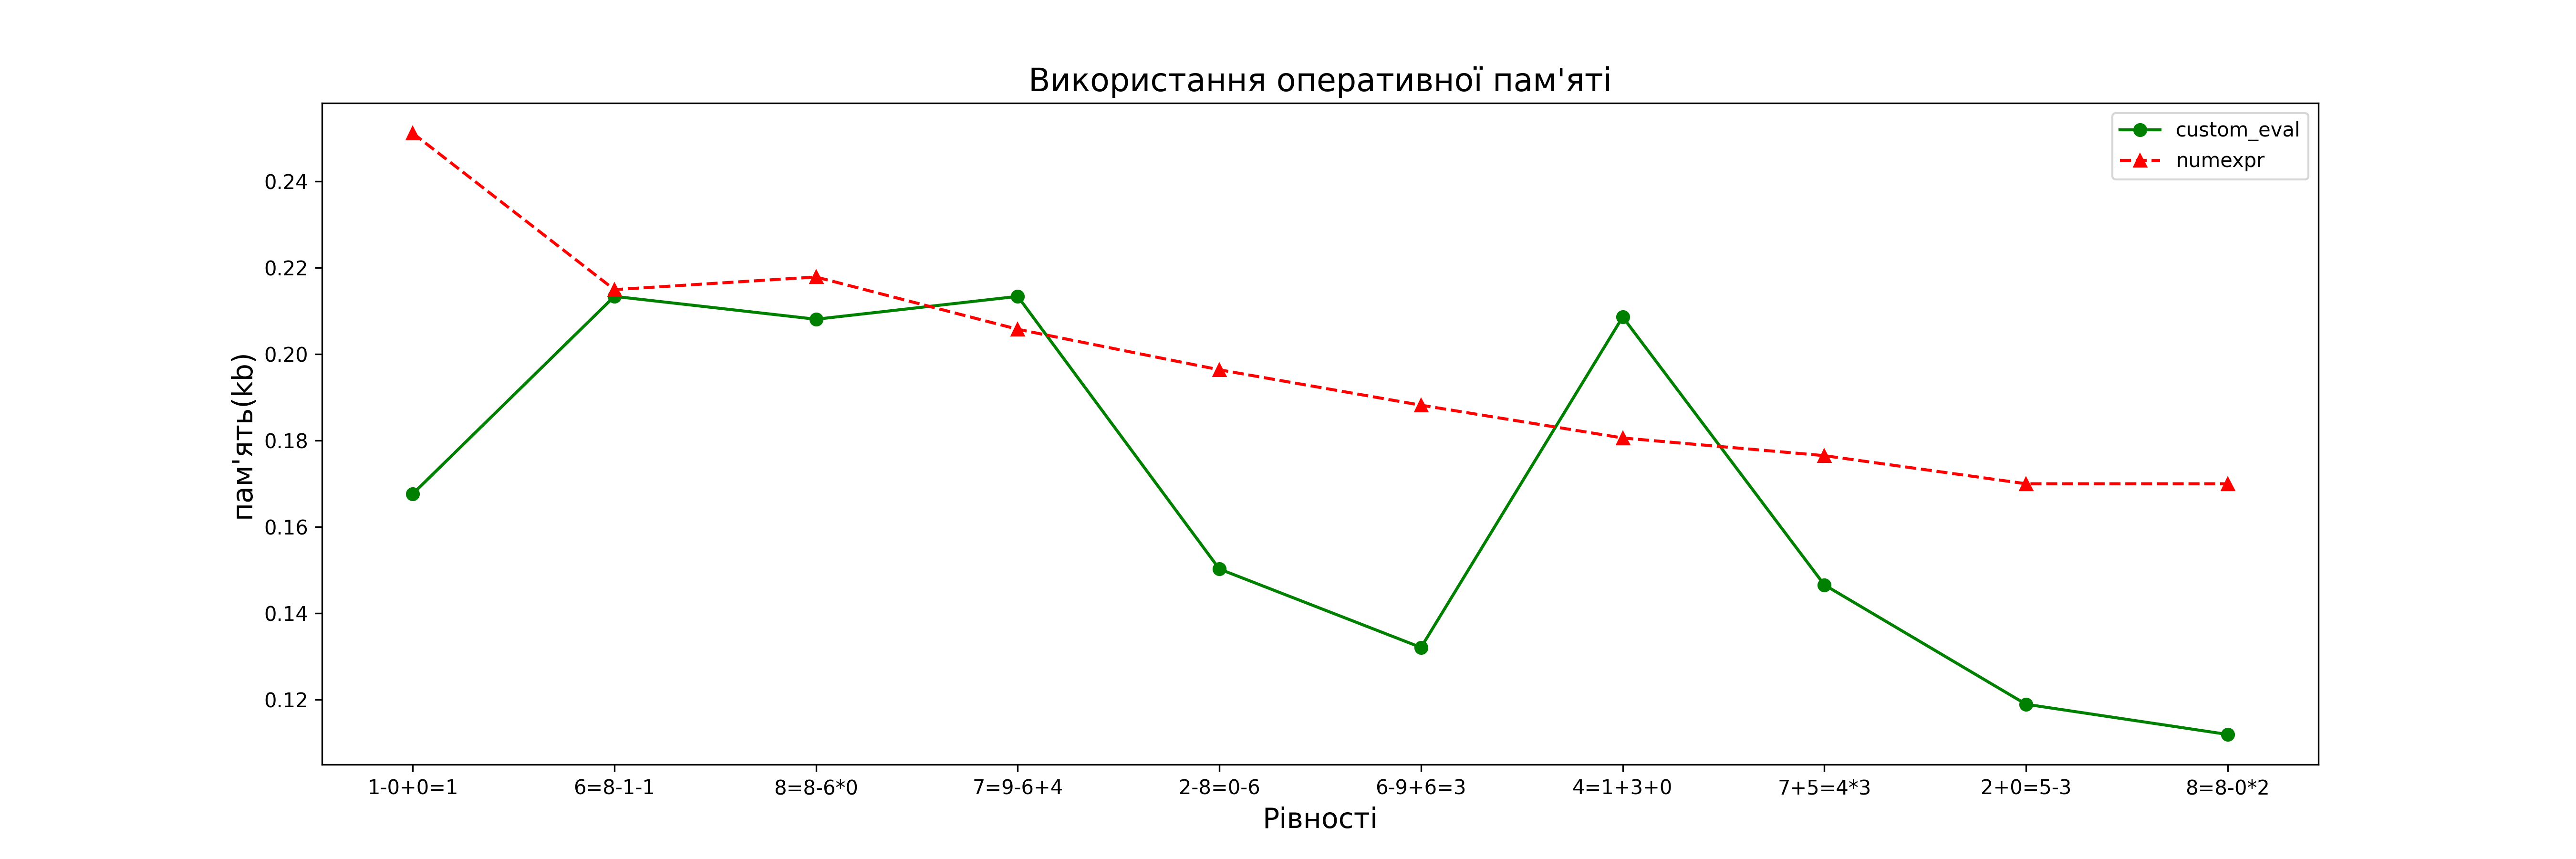 Використання оперативної пам'яті
custom_eval
numexpr
пам'ять(kb)
0.24
0.22
0.20
0.18
0.16
0.14
0.12
1-0+0=1 6=8-1-1 8=8-6*0 7=9-6+4 2-8=0-6 6-9+6=3 4=1+3+0 7+5=4*3 2+0=5-3 8=8-0*2
Рівності